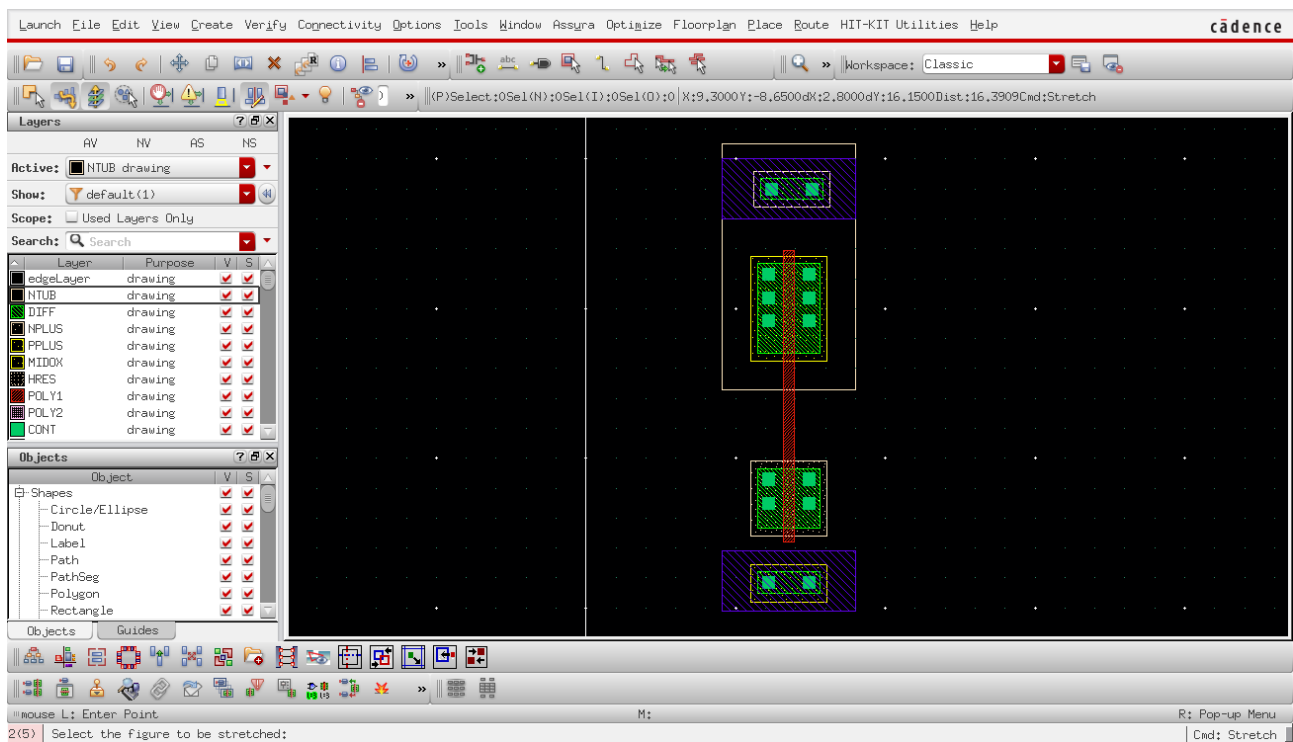 Launch File Edit View Create Verify Connectivity Options Tools Window Assura Optimize Floorplan Place Route HIT-KIT Utilities Help cādence
abc » Workspace: Classic
» (P)Select:0Sel(N):0Sel(I):0Sel(O):0 X:9.3000Y:-8.6500dX:2.8000dY:16.1500Dist:16.3909Cmd:Stretch
Layers
AV NV AS NS
Active: NTUB drawing
Show: default(1)
Scope: Used Layers Only
Search: Search
Layer Purpose V S
edgeLayer drawing
NTUB drawing
DIFF drawing
NPLUS drawing
PPLUS drawing
MIDOX drawing
HRES drawing
POLY1 drawing
POLY2 drawing
CONT drawing
Objects
Object V S
Shapes
Circle/Ellipse
Donut
Label
Path
PathSeg
Polygon
Rectangle
Objects Guides
mouse L: Enter Point M: R: Pop-up Menu
2(5) Select the figure to be stretched: Cmd: Stretch